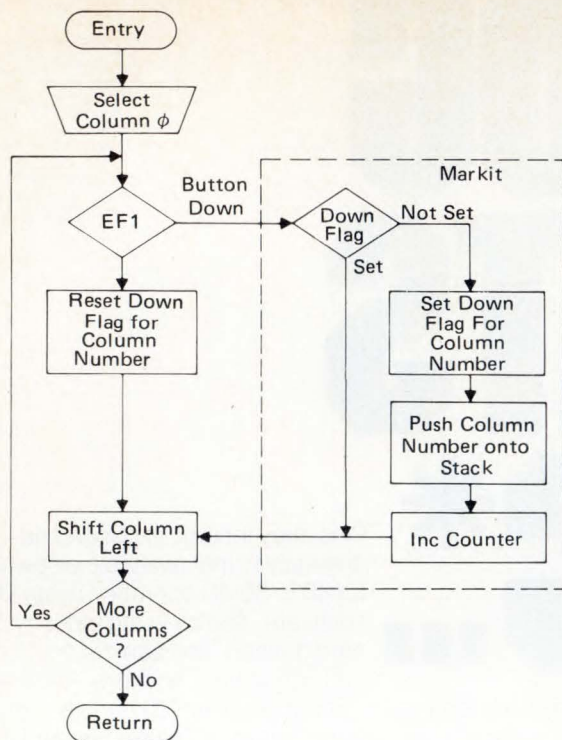 Entry
Select
Column ϕ
Markit
Button
Down
EF1
Down
Flag
Not Set
Set
Reset Down
Flag for
Column
Number
Set Down
Flag For
Column
Number
Push Column
Number onto
Stack
Shift Column
Left
Inc Counter
Yes
More
Columns
?
No
Return